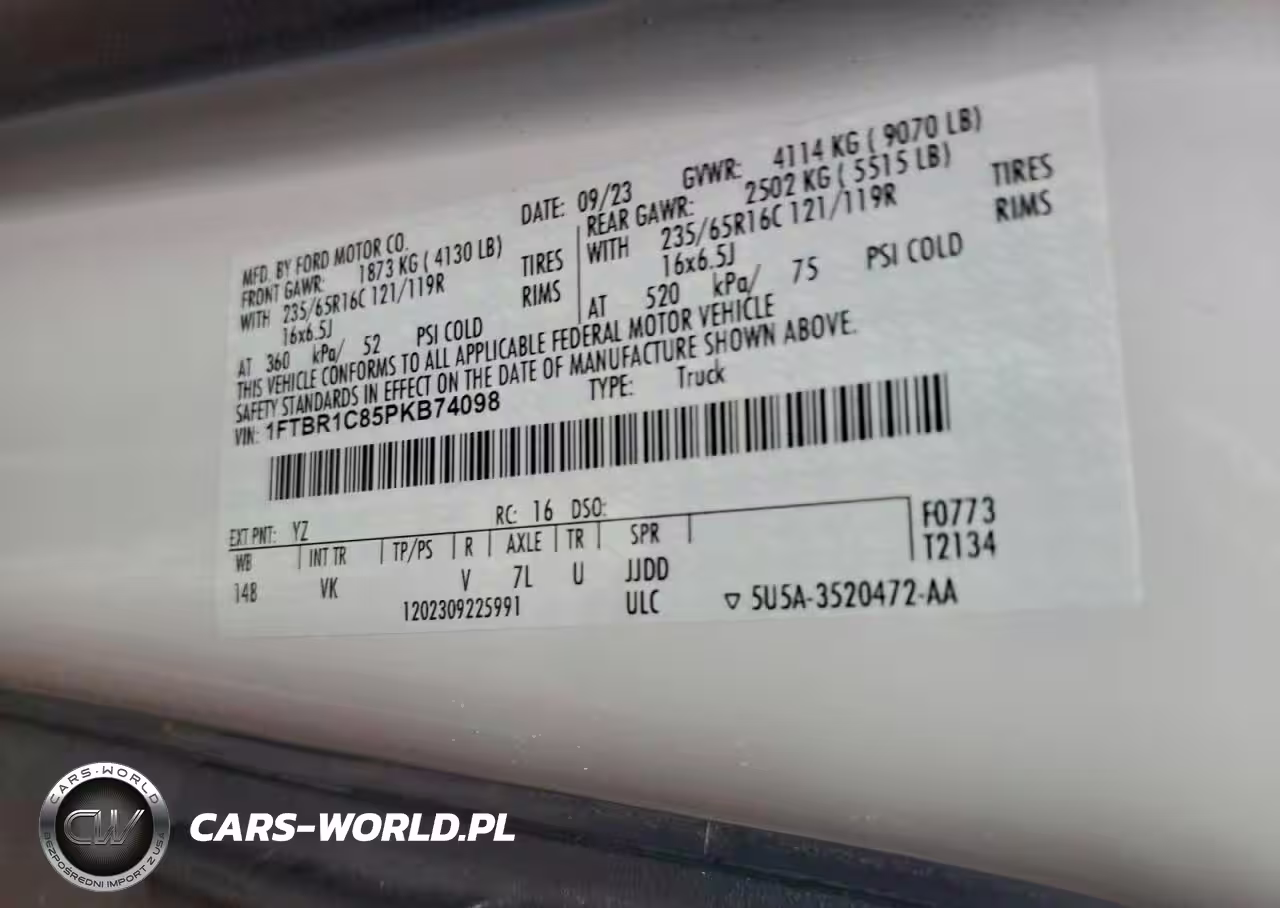 MFD. BY FORD MOTOR CO.
DATE: 09/23
GVWR: 4114 KG ( 9070 LB)
FRONT GAWR: 1873 KG ( 4130 LB)
WITH 235/65R16C 121/119R TIRES
16x6.5J RIMS
AT 360 kPa/ 52 PSI COLD
REAR GAWR: 2502 KG ( 5515 LB)
WITH 235/65R16C 121/119R TIRES
16x6.5J RIMS
AT 520 kPa/ 75 PSI COLD
THIS VEHICLE CONFORMS TO ALL APPLICABLE FEDERAL MOTOR VEHICLE
SAFETY STANDARDS IN EFFECT ON THE DATE OF MANUFACTURE SHOWN ABOVE.
VIN: 1FTBR1C85PKB74098 TYPE: Truck
EXT PNT: YZ RC: 16 DSO:
WB INT TR TP/PS R AXLE TR SPR
148 VK V 7L U JJDD
F0773
T2134
1202309225991 ULC ▽ 5U5A-3520472-AA
CARS-WORLD
CW
BEZPOŚREDNI IMPORT Z USA
CARS-WORLD.PL